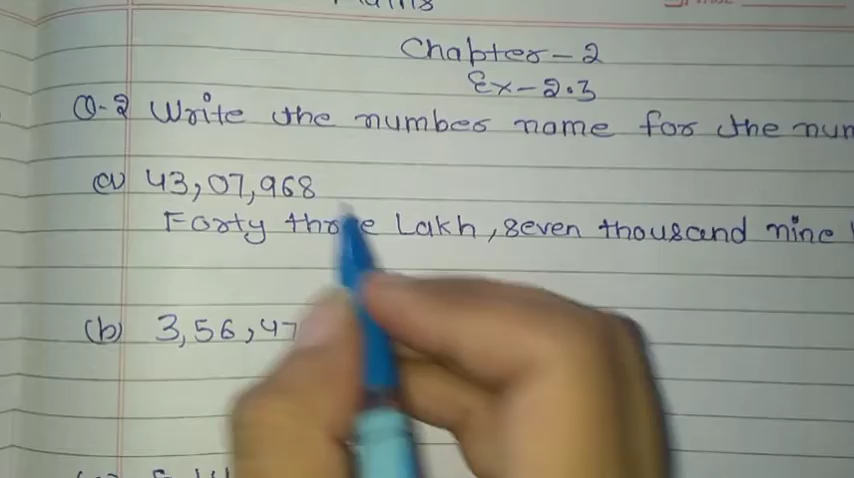 Chapter-2
Ex-2.3
Q-2 Write the number name for the num
(a) 43,07,968
Forty three Lakh, seven thousand nine
(b) 3,56,47